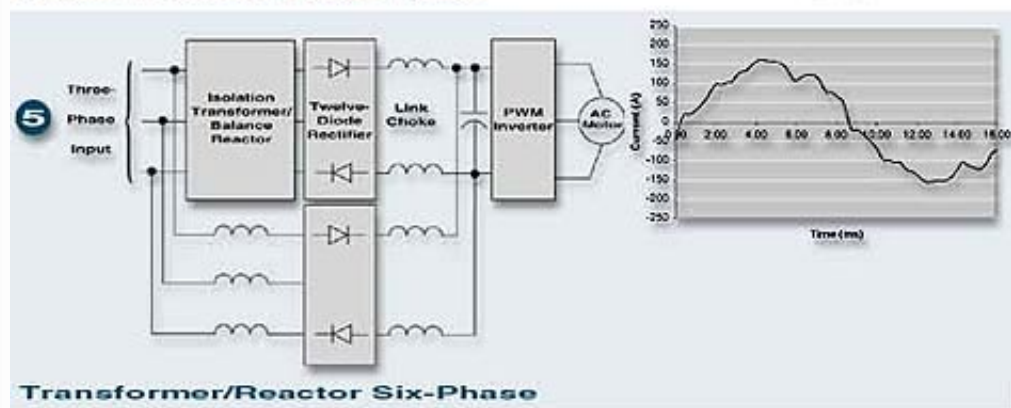 5
Three-
Phase
Input
Isolation
Transformer/
Balance
Reactor
Twelve-
Diode
Rectifier
Link
Choke
PWM
Inverter
AC
Motor
Current (A)
250
200
150
100
50
0
-50
-100
-150
-200
-250
2.00
4.00
6.00
8.00
10.00
12.00
14.00
16.00
Time (ms)
Transformer/Reactor Six-Phase